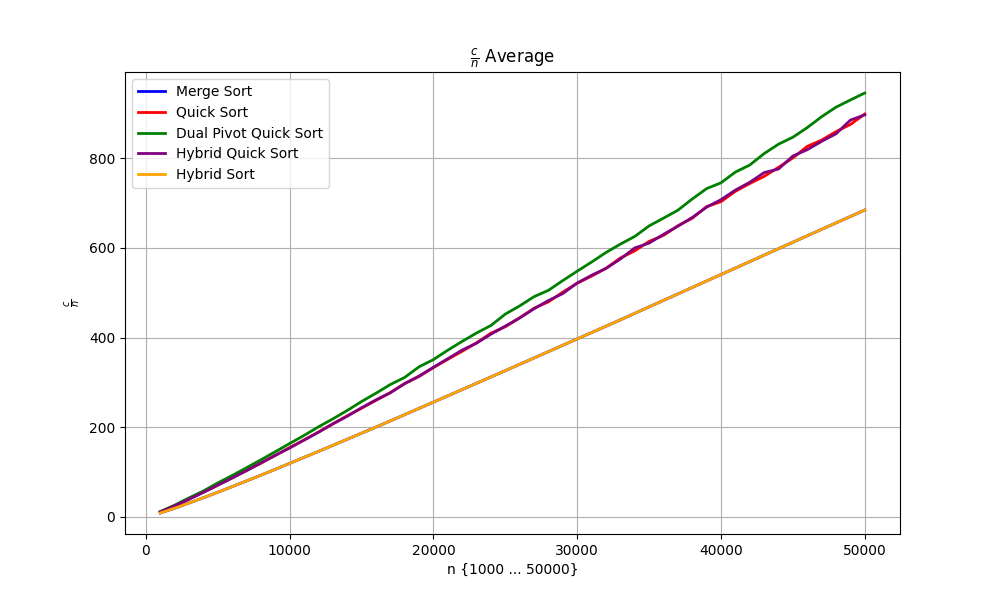 c/n Average
Merge Sort
Quick Sort
Dual Pivot Quick Sort
Hybrid Quick Sort
Hybrid Sort
c/n
800
600
400
200
0
0 10000 20000 30000 40000 50000
n {1000 ... 50000}